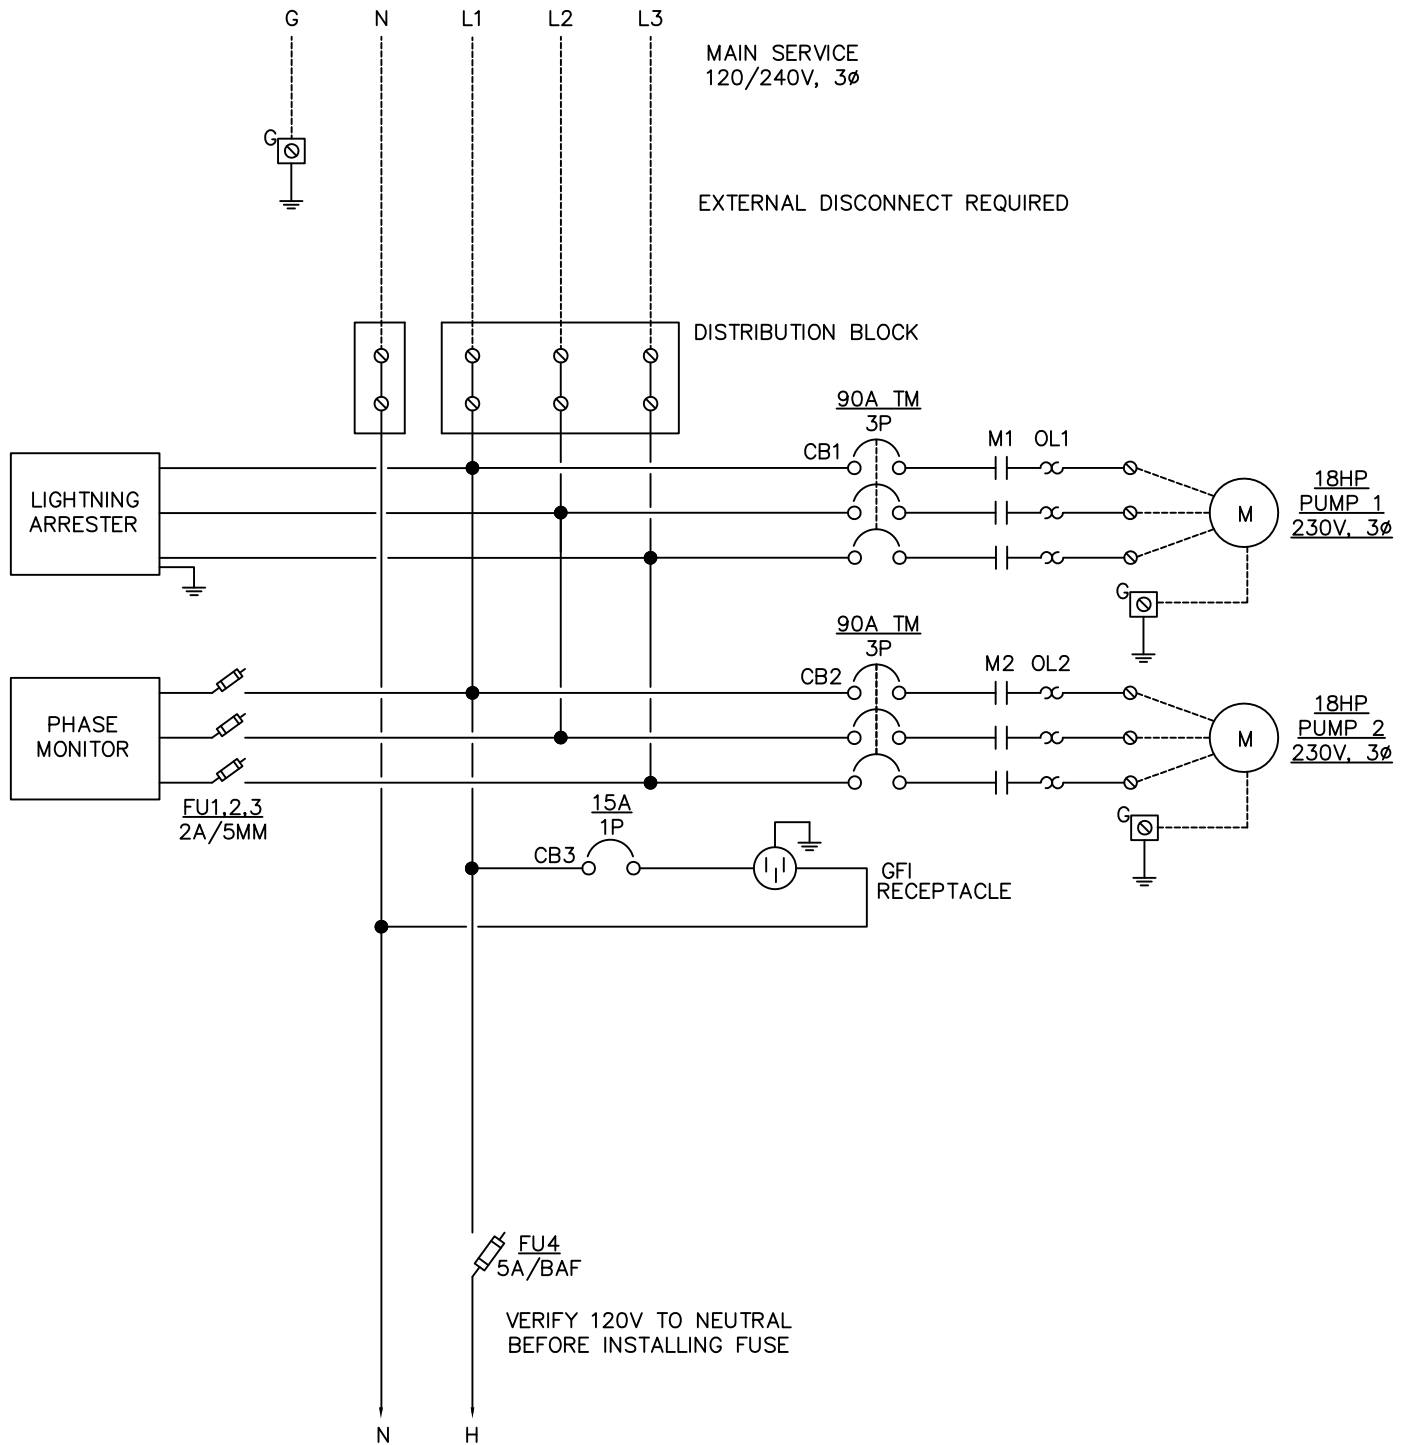 G N L1 L2 L3
MAIN SERVICE
120/240V, 3ø
G
EXTERNAL DISCONNECT REQUIRED
DISTRIBUTION BLOCK
90A TM
3P
CB1
M1 OL1
LIGHTNING
ARRESTER
M
18HP
PUMP 1
230V, 3ø
G
90A TM
3P
CB2
M2 OL2
PHASE
MONITOR
M
18HP
PUMP 2
230V, 3ø
G
FU1,2,3
2A/5MM
15A
1P
CB3
GFI
RECEPTACLE
FU4
5A/BAF
VERIFY 120V TO NEUTRAL
BEFORE INSTALLING FUSE
N H